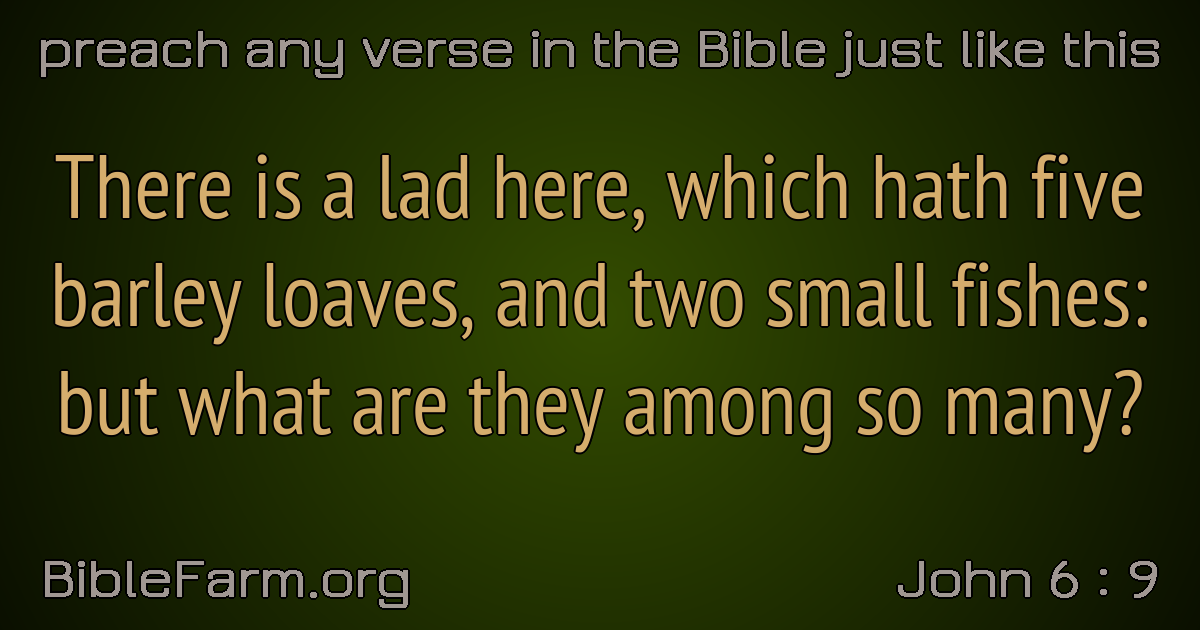 preach any verse in the Bible just like this
There is a lad here, which hath five
barley loaves, and two small fishes:
but what are they among so many?
BibleFarm.org
John 6 : 9